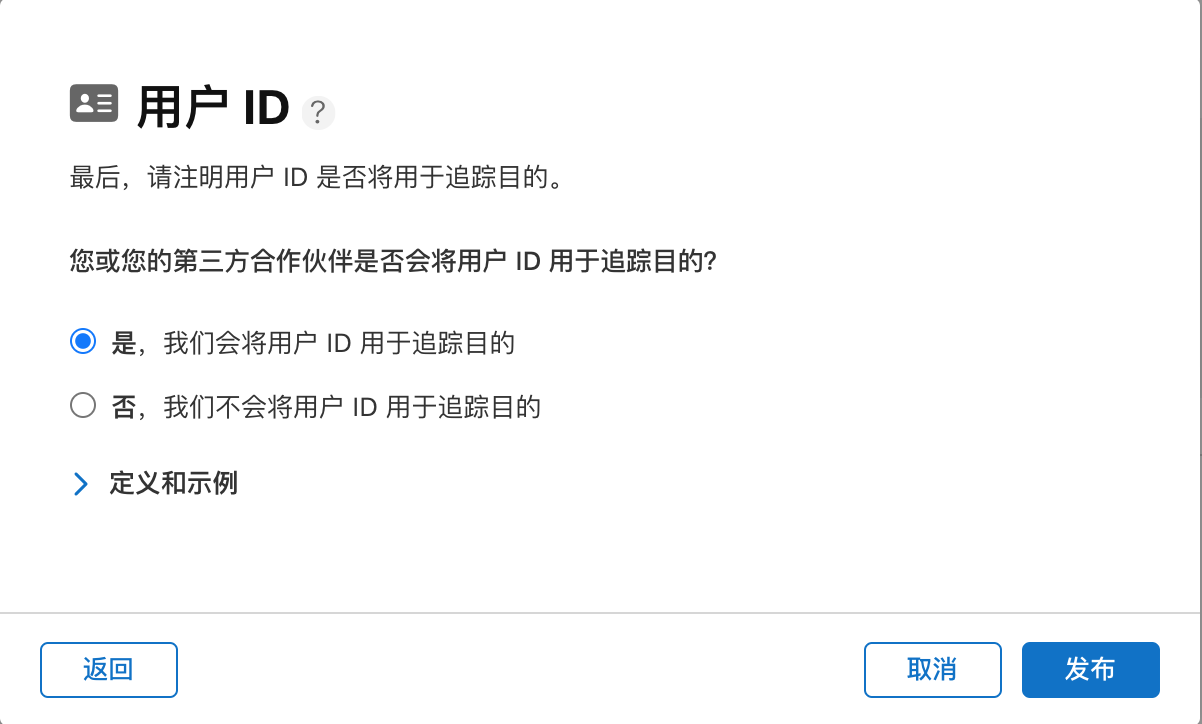 用户 ID ?
最后，请注明用户 ID 是否将用于追踪目的。
您或您的第三方合作伙伴是否会将用户 ID 用于追踪目的?
是，我们会将用户 ID 用于追踪目的
否，我们不会将用户 ID 用于追踪目的
定义和示例
返回 取消 发布